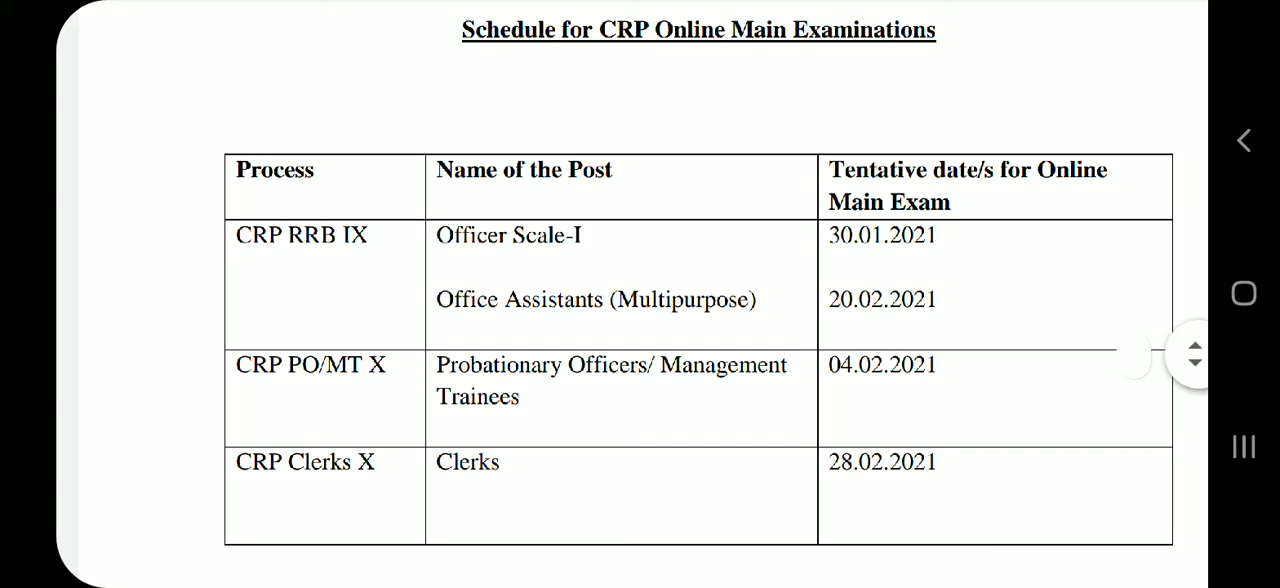 Schedule for CRP Online Main Examinations
Process
Name of the Post
Tentative date/s for Online
Main Exam
CRP RRB IX
Officer Scale-I
30.01.2021
Office Assistants (Multipurpose)
20.02.2021
CRP PO/MT X
Probationary Officers/ Management
Trainees
04.02.2021
CRP Clerks X
Clerks
28.02.2021